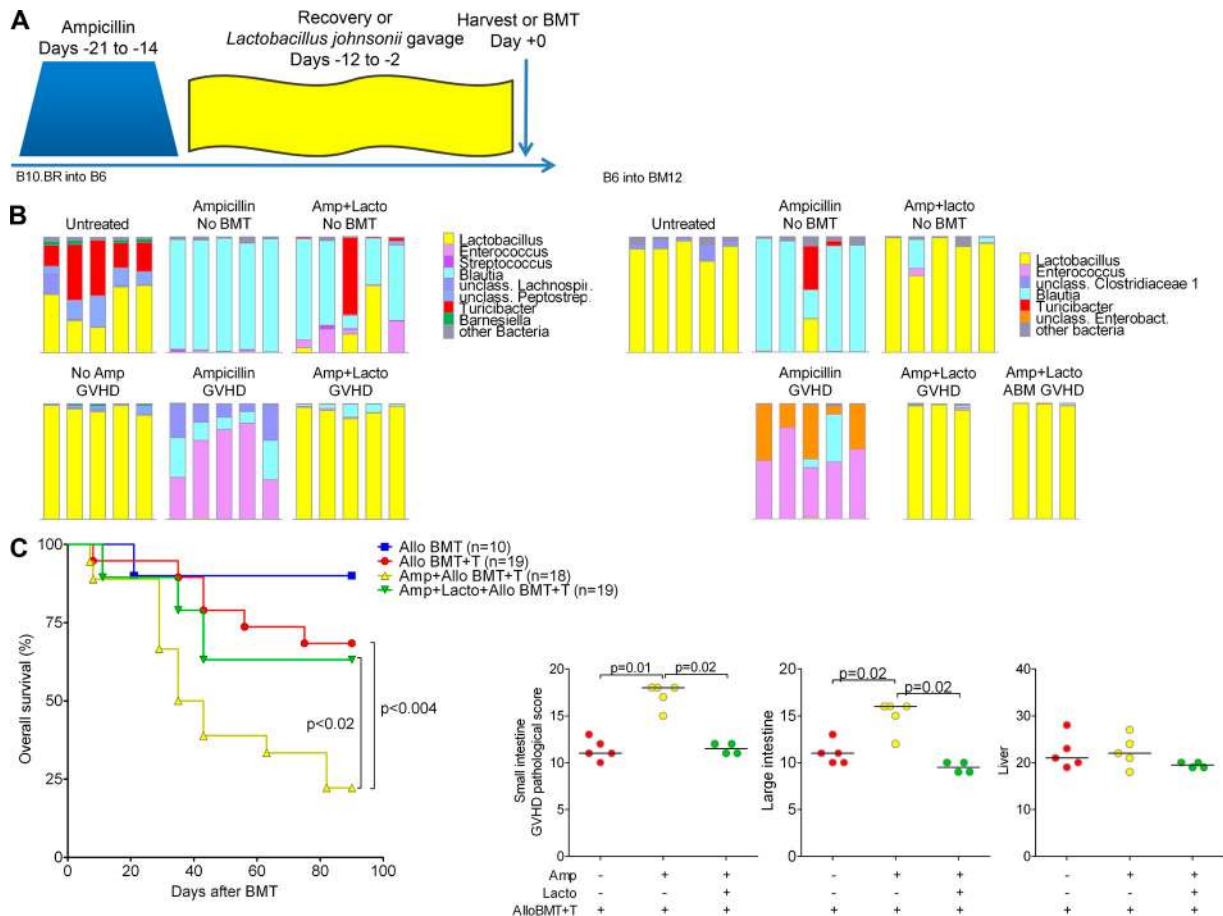 A
Ampicillin
Days -21 to -14
Recovery or
Lactobacillus johnsonii gavage
Days -12 to -2
Harvest or BMT
Day +0
B10.BR into B6
B6 into BM12
B
Untreated
Ampicillin
No BMT
Amp+Lacto
No BMT
Lactobacillus
Enterococcus
Streptococcus
Blautia
unclass. Lachnospir.
unclass. Peptostrep.
Turicibacter
Barnesiella
other Bacteria
No Amp
GVHD
Ampicillin
GVHD
Amp+Lacto
GVHD
Untreated
Ampicillin
No BMT
Amp+lacto
No BMT
Lactobacillus
Enterococcus
unclass. Clostridiaceae 1
Blautia
Turicibacter
unclass. Enterobact.
other bacteria
Ampicillin
GVHD
Amp+Lacto
GVHD
Amp+Lacto
ABM GVHD
C
Overall survival (%)
100
75
50
25
0
0 20 40 60 80 100
Days after BMT
Allo BMT (n=10)
Allo BMT+T (n=19)
Amp+Allo BMT+T (n=18)
Amp+Lacto+Allo BMT+T (n=19)
p<0.02
p<0.004
Small intestine
GVHD pathological score
20
15
10
5
0
p=0.01
p=0.02
Large intestine
20
15
10
5
0
p=0.02
p=0.02
Liver
40
30
20
10
0
Amp - + + - + + - + +
Lacto - - + - - + - - +
AlloBMT+T + + + + + + + + +